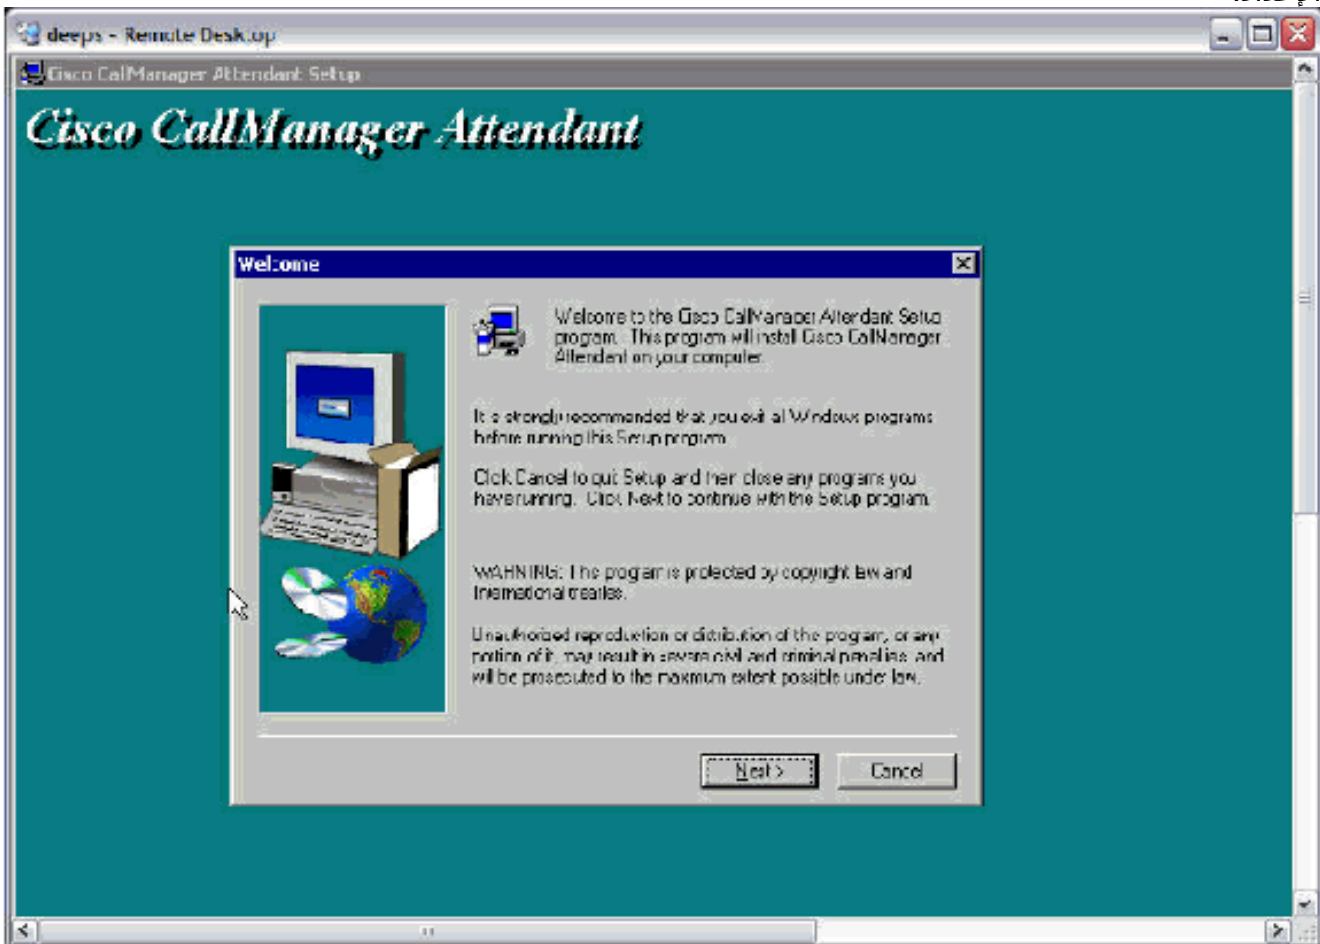 deeps - Remote Desktop
Cisco CallManager Attendant Setup
Cisco CallManager Attendant
Welcome
Welcome to the Cisco CallManager Attendant Setup
program. This program will install Cisco CallManager
Attendant on your computer.
It is strongly recommended that you exit all Windows programs
before running this Setup program.
Click Cancel to quit Setup and then close any programs you
have running. Click Next to continue with the Setup program.
WARNING: This program is protected by copyright law and
international treaties.
Unauthorized reproduction or distribution of this program, or any
portion of it, may result in severe civil and criminal penalties, and
will be prosecuted to the maximum extent possible under law.
Next >
Cancel